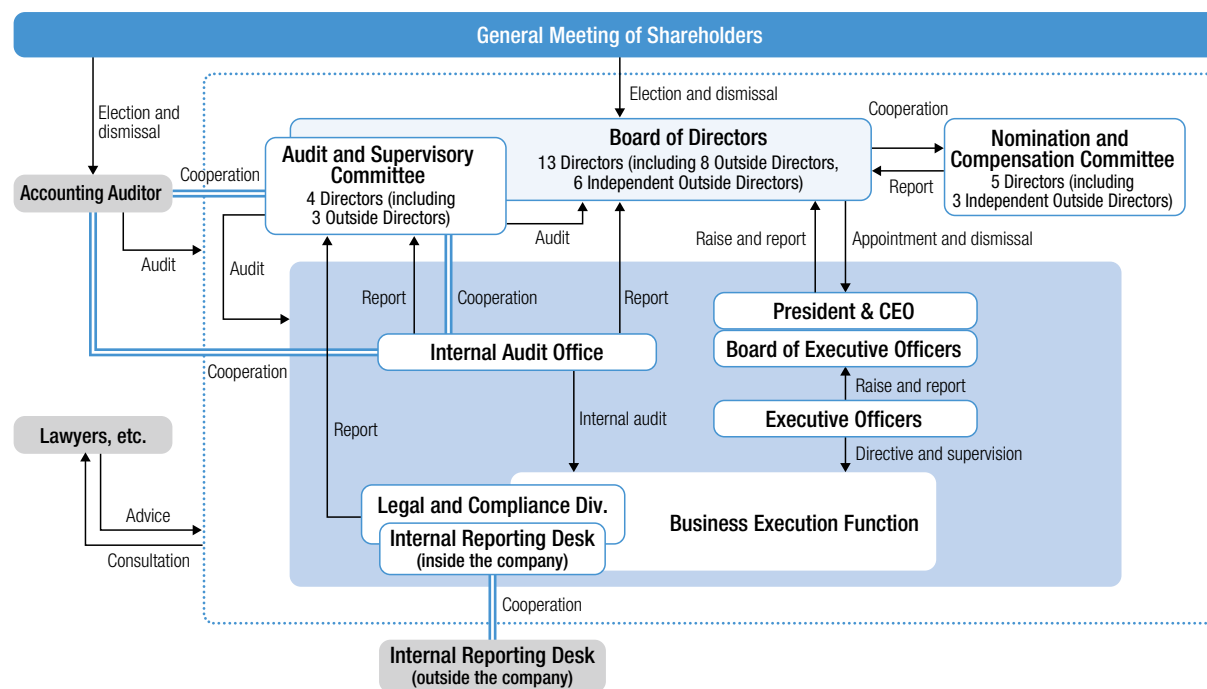 General Meeting of Shareholders
Election and
dismissal
Election and dismissal
Cooperation
Board of Directors
13 Directors (including 8 Outside Directors,
6 Independent Outside Directors)
Nomination and
Compensation Committee
5 Directors (including
3 Independent Outside Directors)
Report
Audit and Supervisory
Committee
4 Directors (including
3 Outside Directors)
Cooperation
Accounting Auditor
Audit
Audit
Audit
Raise and report
Appointment and dismissal
Report
Cooperation
Report
President & CEO
Board of Executive Officers
Internal Audit Office
Cooperation
Raise and report
Executive Officers
Internal audit
Directive and supervision
Report
Lawyers, etc.
Advice
Consultation
Legal and Compliance Div.
Internal Reporting Desk
(inside the company)
Business Execution Function
Cooperation
Internal Reporting Desk
(outside the company)